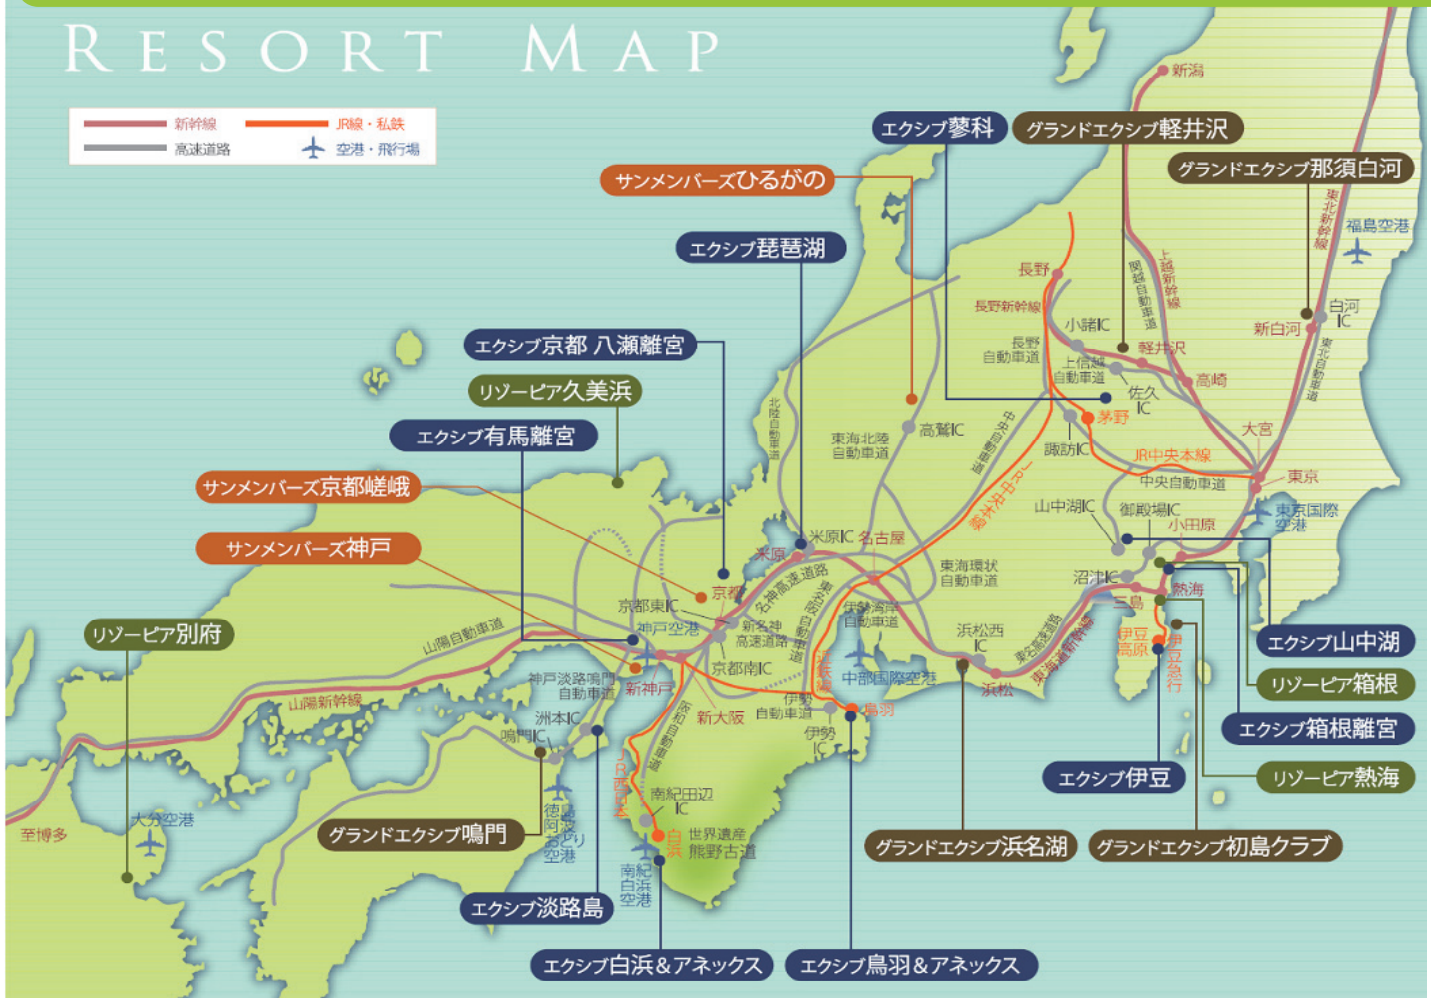 RESORT MAP
新幹線
JR線・私鉄
高速道路
空港・飛行場
新潟
エクシブ蓼科
グランドエクシブ軽井沢
グランドエクシブ那須白河
サンメンバーズひるがの
東北新幹線
福島空港
エクシブ琵琶湖
長野
上越新幹線
関越自動車道
長野新幹線
小諸IC
白河
IC
新白河
エクシブ京都 八瀬離宮
長野
自動車道
軽井沢
上信越
自動車道
東北自動車道
高崎
リゾーピア久美浜
佐久
IC
北陸自動車道
茅野
エクシブ有馬離宮
東海北陸
自動車道
高鷲IC
中央自動車道
諏訪IC
大宮
JR中央本線
中央自動車道
東京
サンメンバーズ京都嵯峨
JR中央本線
山中湖IC
御殿場IC
東京国際
空港
小田原
サンメンバーズ神戸
米原IC
名古屋
米原
東海環状
自動車道
沼津IC
京都
名神高速道路
東名阪自動車道
三島
熱海
京都東IC
伊勢湾岸
自動車道
リゾーピア別府
山陽自動車道
神戸空港
新名神
高速道路
浜松西
IC
東名高速道路
東海道新幹線
伊豆
高原
伊豆急行
エクシブ山中湖
京都南IC
近鉄線
中部国際空港
神戸淡路鳴門
自動車道
新神戸
浜松
リゾーピア箱根
山陽新幹線
洲本IC
新大阪
阪和自動車道
伊勢
自動車道
鳥羽
エクシブ箱根離宮
鳴門IC
伊勢
IC
JR西日本
エクシブ伊豆
リゾーピア熱海
南紀田辺
IC
至博多
大分空港
徳島
阿波
おどり
空港
グランドエクシブ鳴門
白浜
世界遺産
熊野古道
グランドエクシブ浜名湖
グランドエクシブ初島クラブ
南紀
白浜
空港
エクシブ淡路島
エクシブ白浜&アネックス
エクシブ鳥羽&アネックス